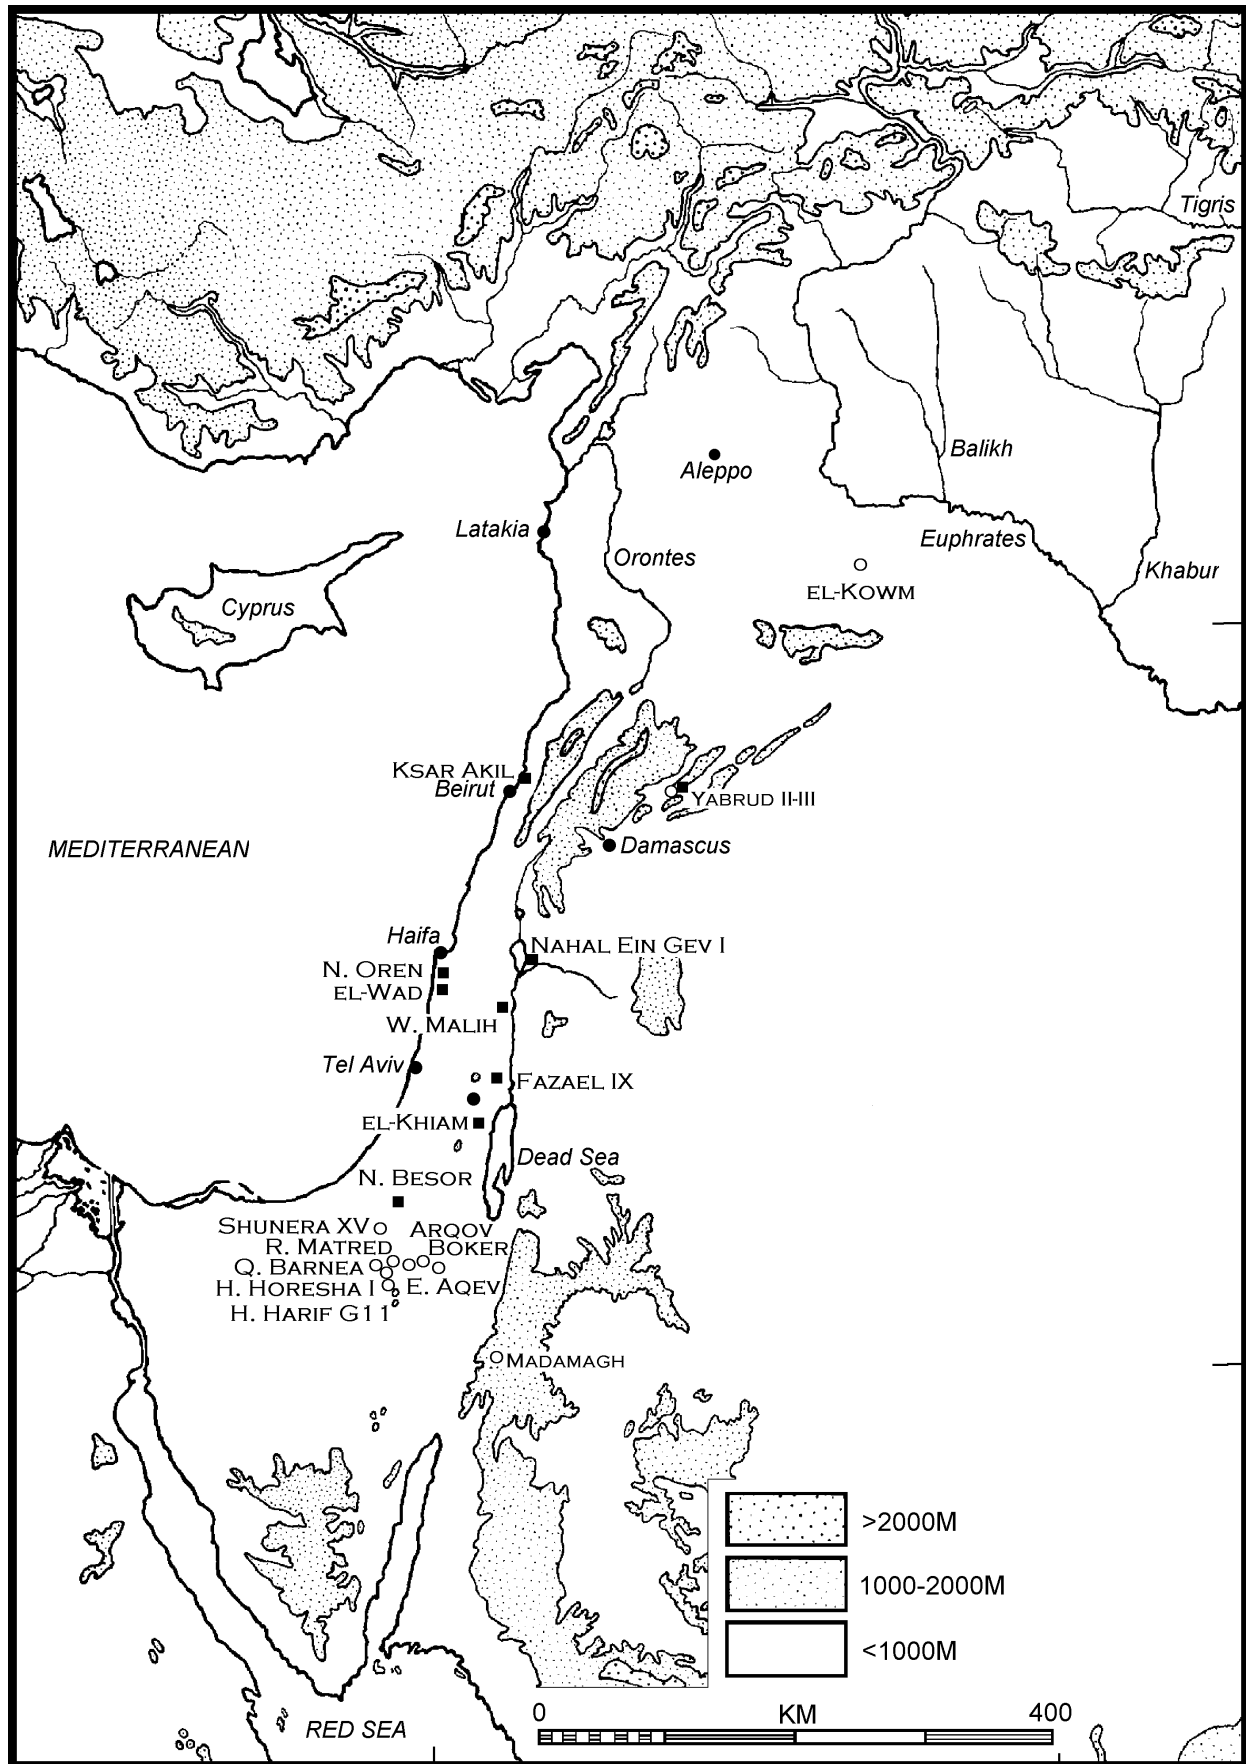 Tigris
Balikh
Aleppo
Latakia
Euphrates
Orontes
Khabur
EL-KOWM
Cyprus
KSAR AKIL
Beirut
YABRUD II-III
MEDITERRANEAN
Damascus
Haifa
NAHAL EIN GEV I
N. OREN
EL-WAD
W. MALIH
Tel Aviv
FAZAEL IX
EL-KHIAM
Dead Sea
N. BESOR
SHUNERA XV
ARQOV
R. MATRED
BOKER
Q. BARNEA
H. HORESHA I
E. AQEV
H. HARIF G11
MADAMAGH
>2000M
1000-2000M
<1000M
0 KM 400
RED SEA